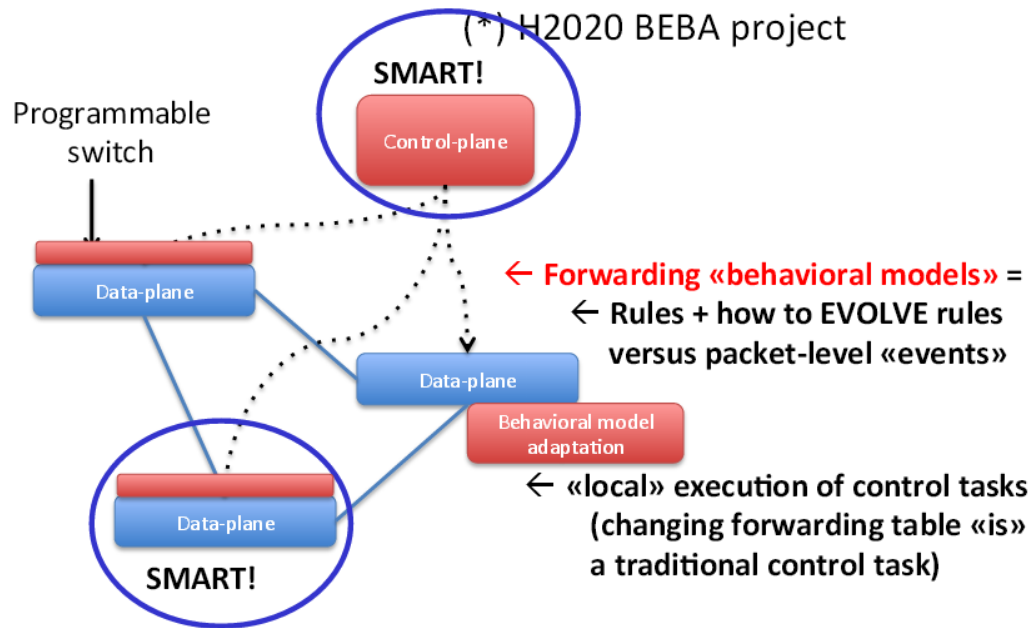 (*) H2020 BEBA project
SMART!
Control-plane
Programmable
switch
Data-plane
← Forwarding «behavioral models» =
← Rules + how to EVOLVE rules
versus packet-level «events»
Data-plane
Behavioral model
adaptation
← «local» execution of control tasks
(changing forwarding table «is»
a traditional control task)
Data-plane
SMART!